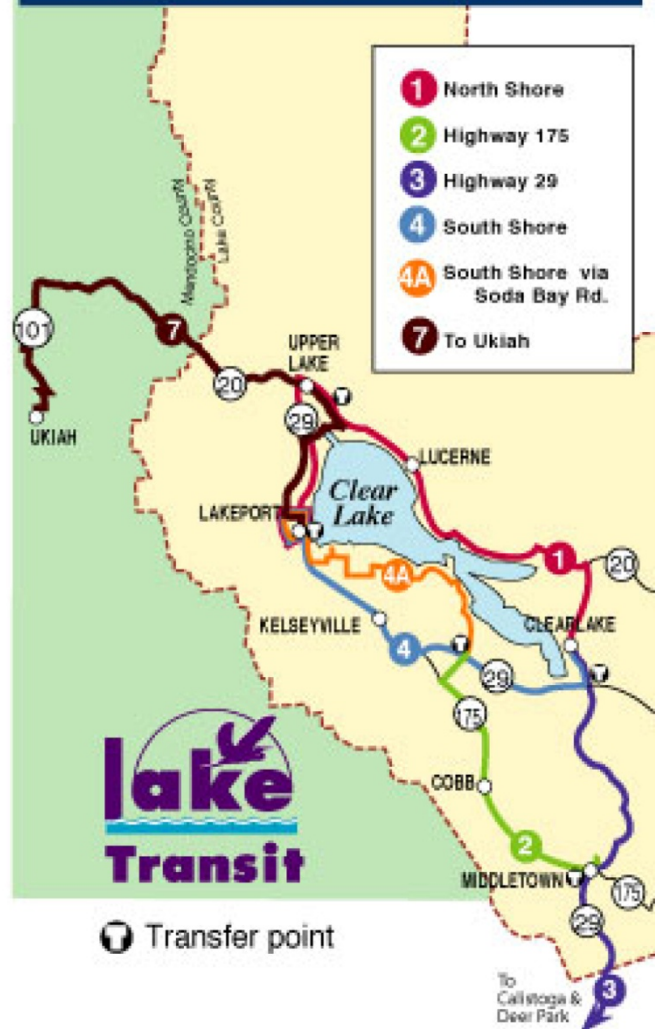 1 North Shore
2 Highway 175
3 Highway 29
4 South Shore
4A South Shore via
Soda Bay Rd.
7 To Ukiah
Mendocino County
Lake County
101
7
20
UPPER
LAKE
29
UKIAH
LUCERNE
Clear
Lake
LAKEPORT
4A
1
20
KELSEYVILLE
CLEARLAKE
4
29
175
COBB
2
MIDDLETOWN
175
29
lake
Transit
T Transfer point
To
Calistoga &
Deer Park
3